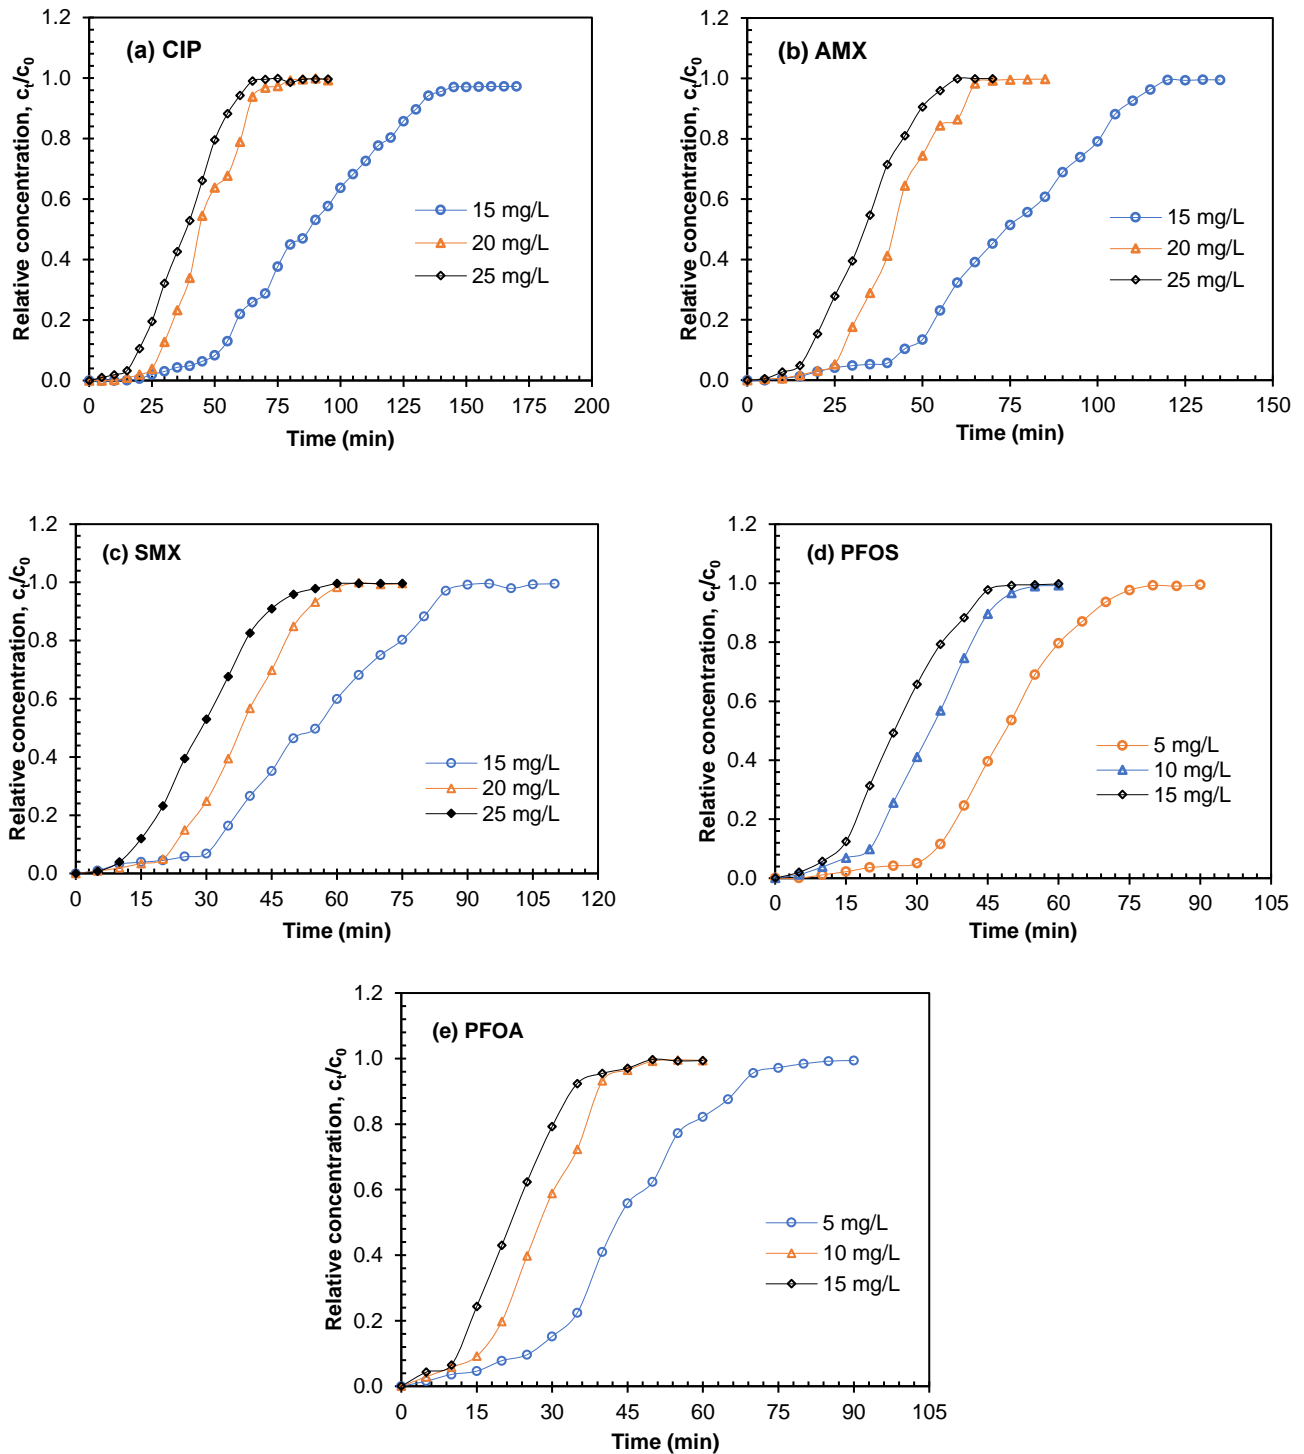 (a) CIP
Relative concentration, cₜ/c₀
1.2
1.0
0.8
0.6
0.4
0.2
0.0
15 mg/L
20 mg/L
25 mg/L
0 25 50 75 100 125 150 175 200
Time (min)
(b) AMX
Relative concentration, cₜ/c₀
1.2
1.0
0.8
0.6
0.4
0.2
0.0
15 mg/L
20 mg/L
25 mg/L
0 25 50 75 100 125 150
Time (min)
(c) SMX
Relative concentration, cₜ/c₀
1.2
1.0
0.8
0.6
0.4
0.2
0.0
15 mg/L
20 mg/L
25 mg/L
0 15 30 45 60 75 90 105 120
Time (min)
(d) PFOS
Relative concentration, cₜ/c₀
1.2
1.0
0.8
0.6
0.4
0.2
0.0
5 mg/L
10 mg/L
15 mg/L
0 15 30 45 60 75 90 105
Time (min)
(e) PFOA
Relative concentration, cₜ/c₀
1.2
1.0
0.8
0.6
0.4
0.2
0.0
5 mg/L
10 mg/L
15 mg/L
0 15 30 45 60 75 90 105
Time (min)